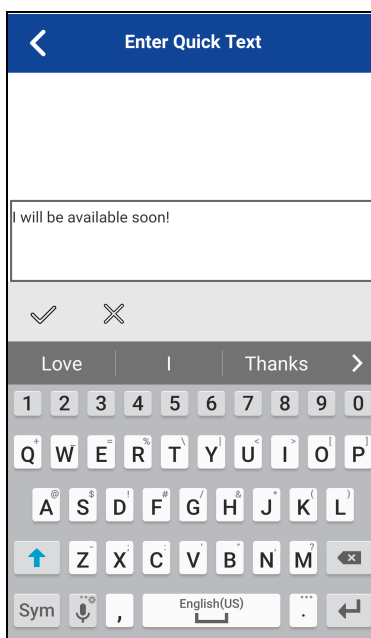 Enter Quick Text
I will be available soon!
Love I Thanks
1 2 3 4 5 6 7 8 9 0
+ _ = % \ | < > [ ]
Q W E R T Y U I O P
@ $ ! # / & * ( )
A S D F G H J K L
- ' : ; " ?
Z X C V B N M
Sym , English(US) .